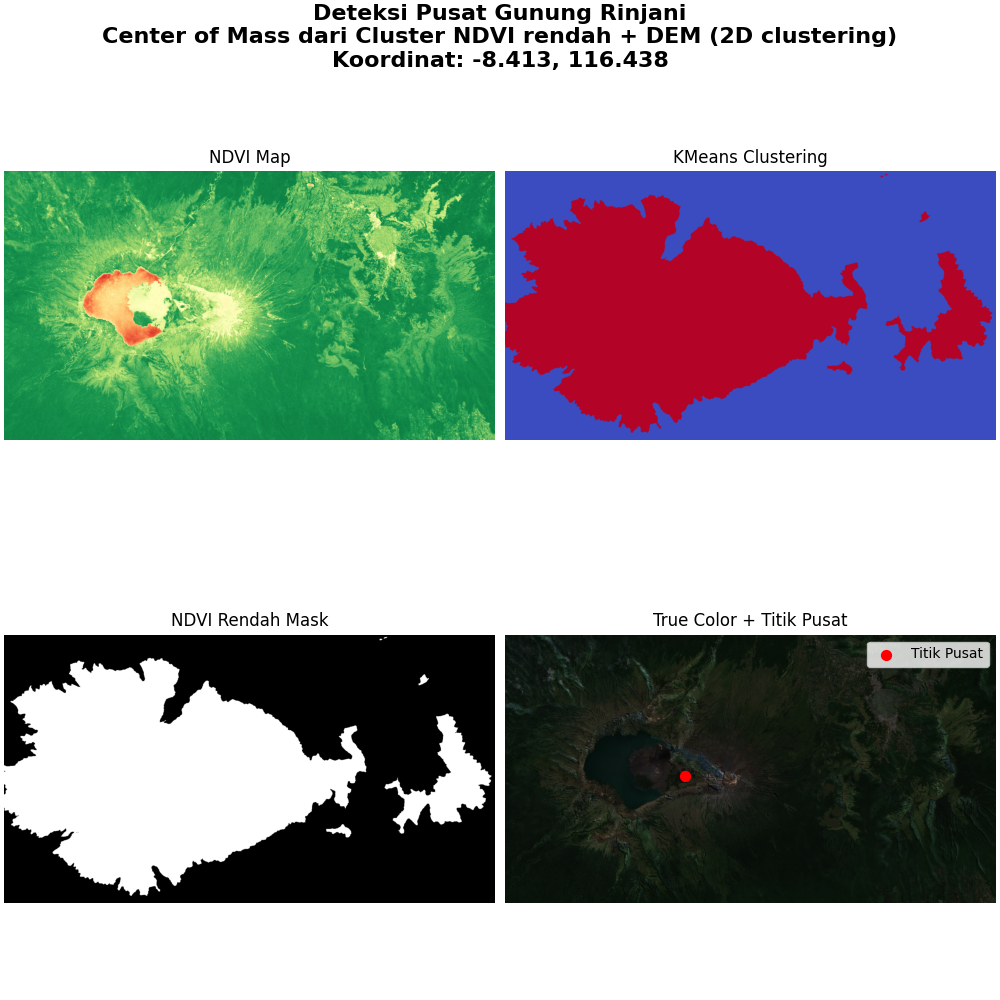 Deteksi Pusat Gunung Rinjani
Center of Mass dari Cluster NDVI rendah + DEM (2D clustering)
Koordinat: -8.413, 116.438
NDVI Map
KMeans Clustering
NDVI Rendah Mask
True Color + Titik Pusat
Titik Pusat